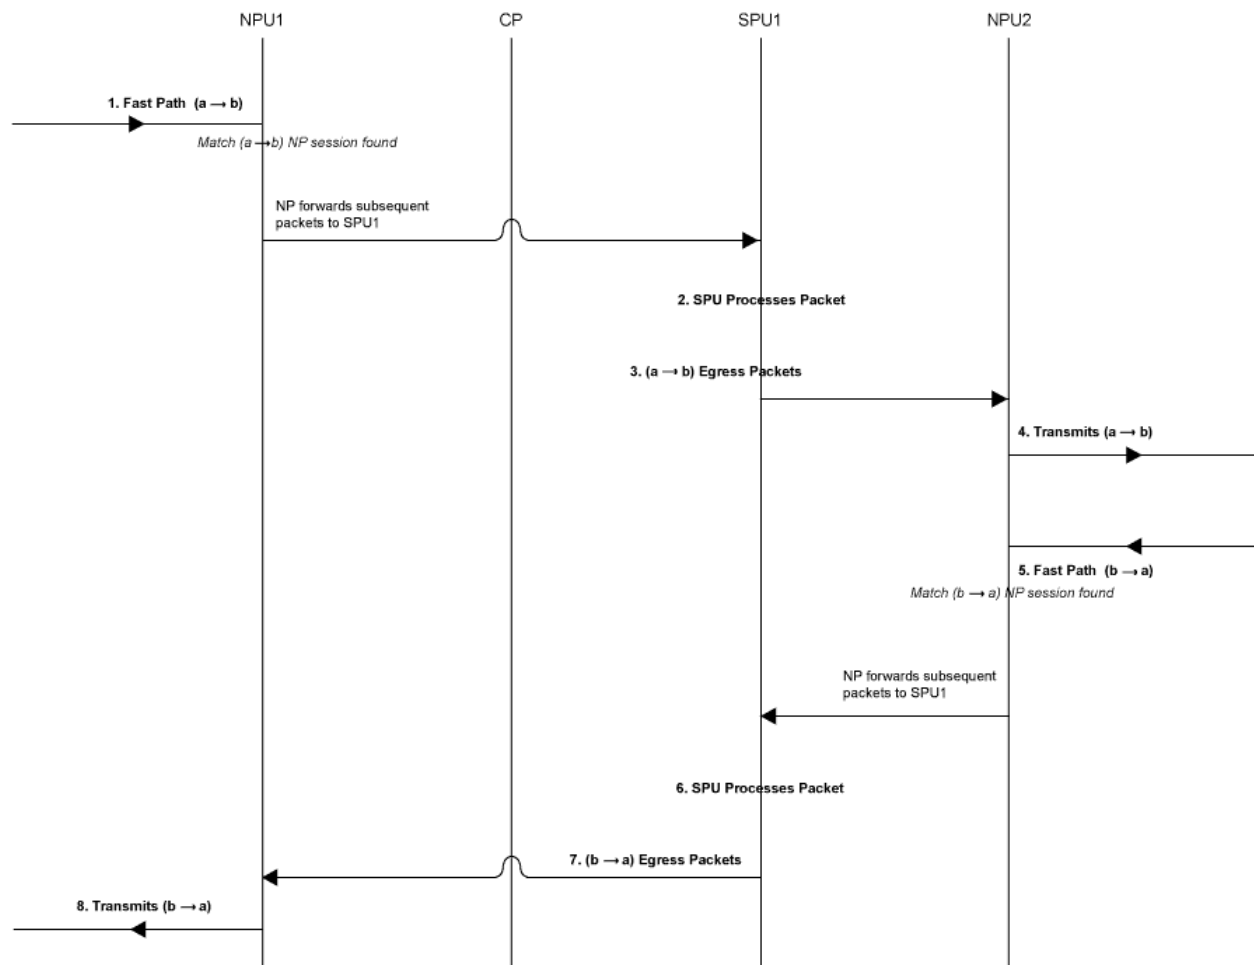 NPU1 CP SPU1 NPU2
1. Fast Path (a → b)
Match (a → b) NP session found
NP forwards subsequent
packets to SPU1
2. SPU Processes Packet
3. (a → b) Egress Packets
4. Transmits (a → b)
5. Fast Path (b → a)
Match (b → a) NP session found
NP forwards subsequent
packets to SPU1
6. SPU Processes Packet
7. (b → a) Egress Packets
8. Transmits (b → a)